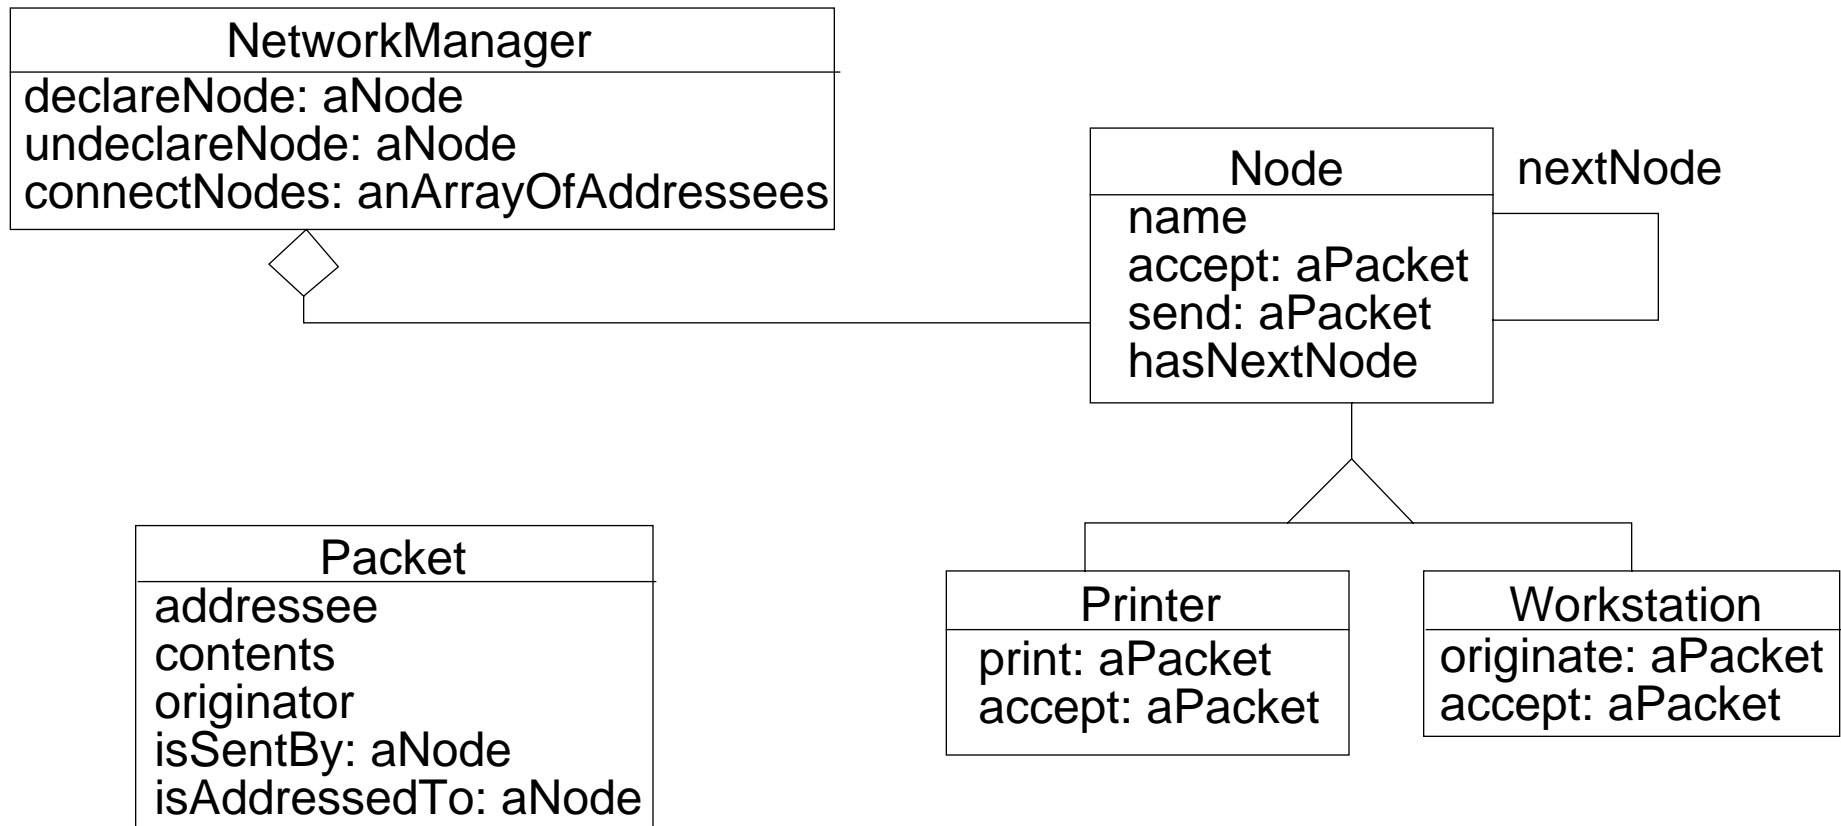 NetworkManager
declareNode: aNode
undeclareNode: aNode
connectNodes: anArrayOfAddressees
Node
nextNode
name
accept: aPacket
send: aPacket
hasNextNode
Packet
addressee
contents
originator
isSentBy: aNode
isAddressedTo: aNode
Printer
print: aPacket
accept: aPacket
Workstation
originate: aPacket
accept: aPacket